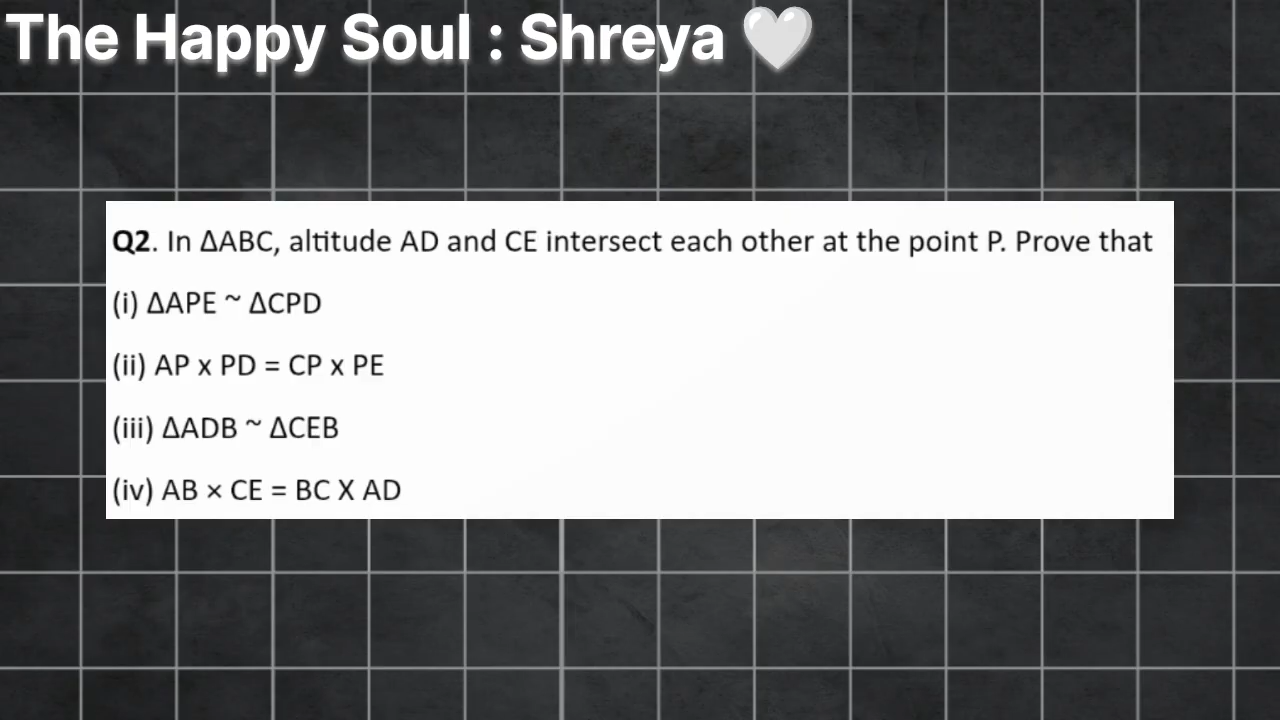 The Happy Soul : Shreya 🤍
Q2. In ΔABC, altitude AD and CE intersect each other at the point P. Prove that
(i) ΔAPE ~ ΔCPD
(ii) AP x PD = CP x PE
(iii) ΔADB ~ ΔCEB
(iv) AB × CE = BC X AD